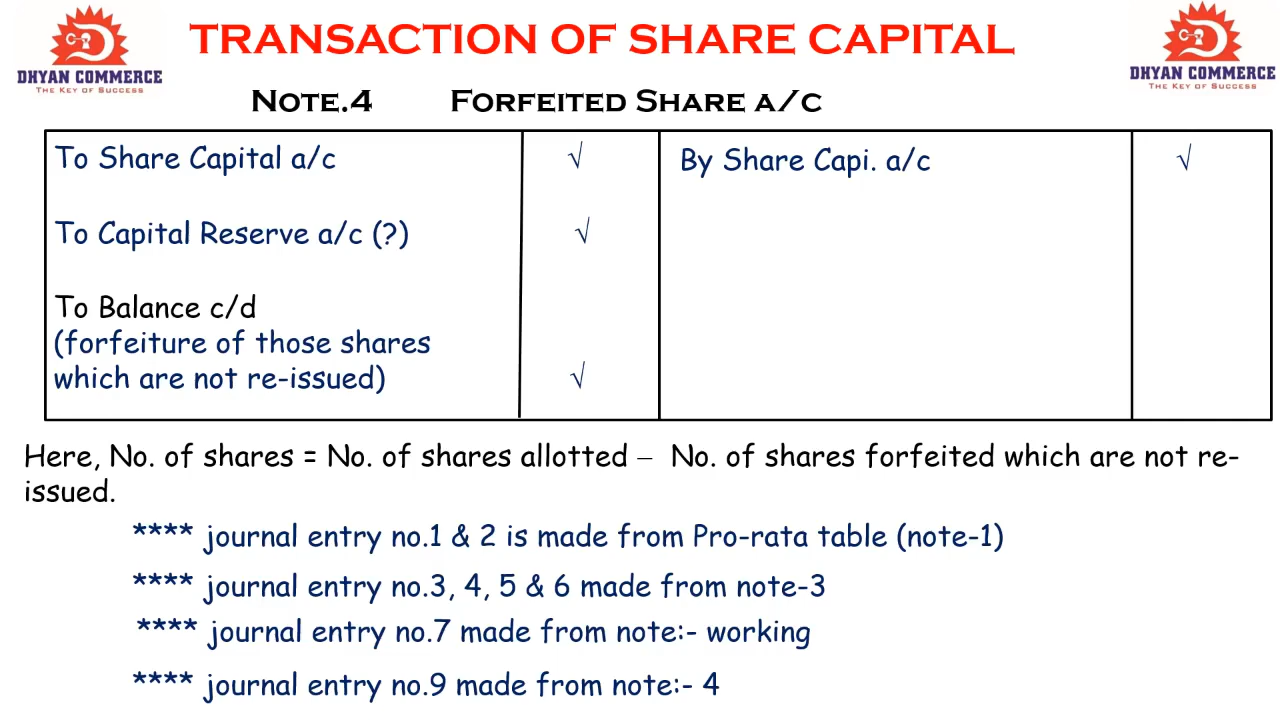 TRANSACTION OF SHARE CAPITAL
DHYAN COMMERCE
THE KEY OF SUCCESS
DHYAN COMMERCE
THE KEY OF SUCCESS
NOTE.4 FORFEITED SHARE A/C
To Share Capital a/c √ By Share Capi. a/c √
To Capital Reserve a/c (?) √
To Balance c/d
(forfeiture of those shares
which are not re-issued) √
Here, No. of shares = No. of shares allotted – No. of shares forfeited which are not re-
issued.
**** journal entry no.1 & 2 is made from Pro-rata table (note-1)
**** journal entry no.3, 4, 5 & 6 made from note-3
**** journal entry no.7 made from note:- working
**** journal entry no.9 made from note:- 4